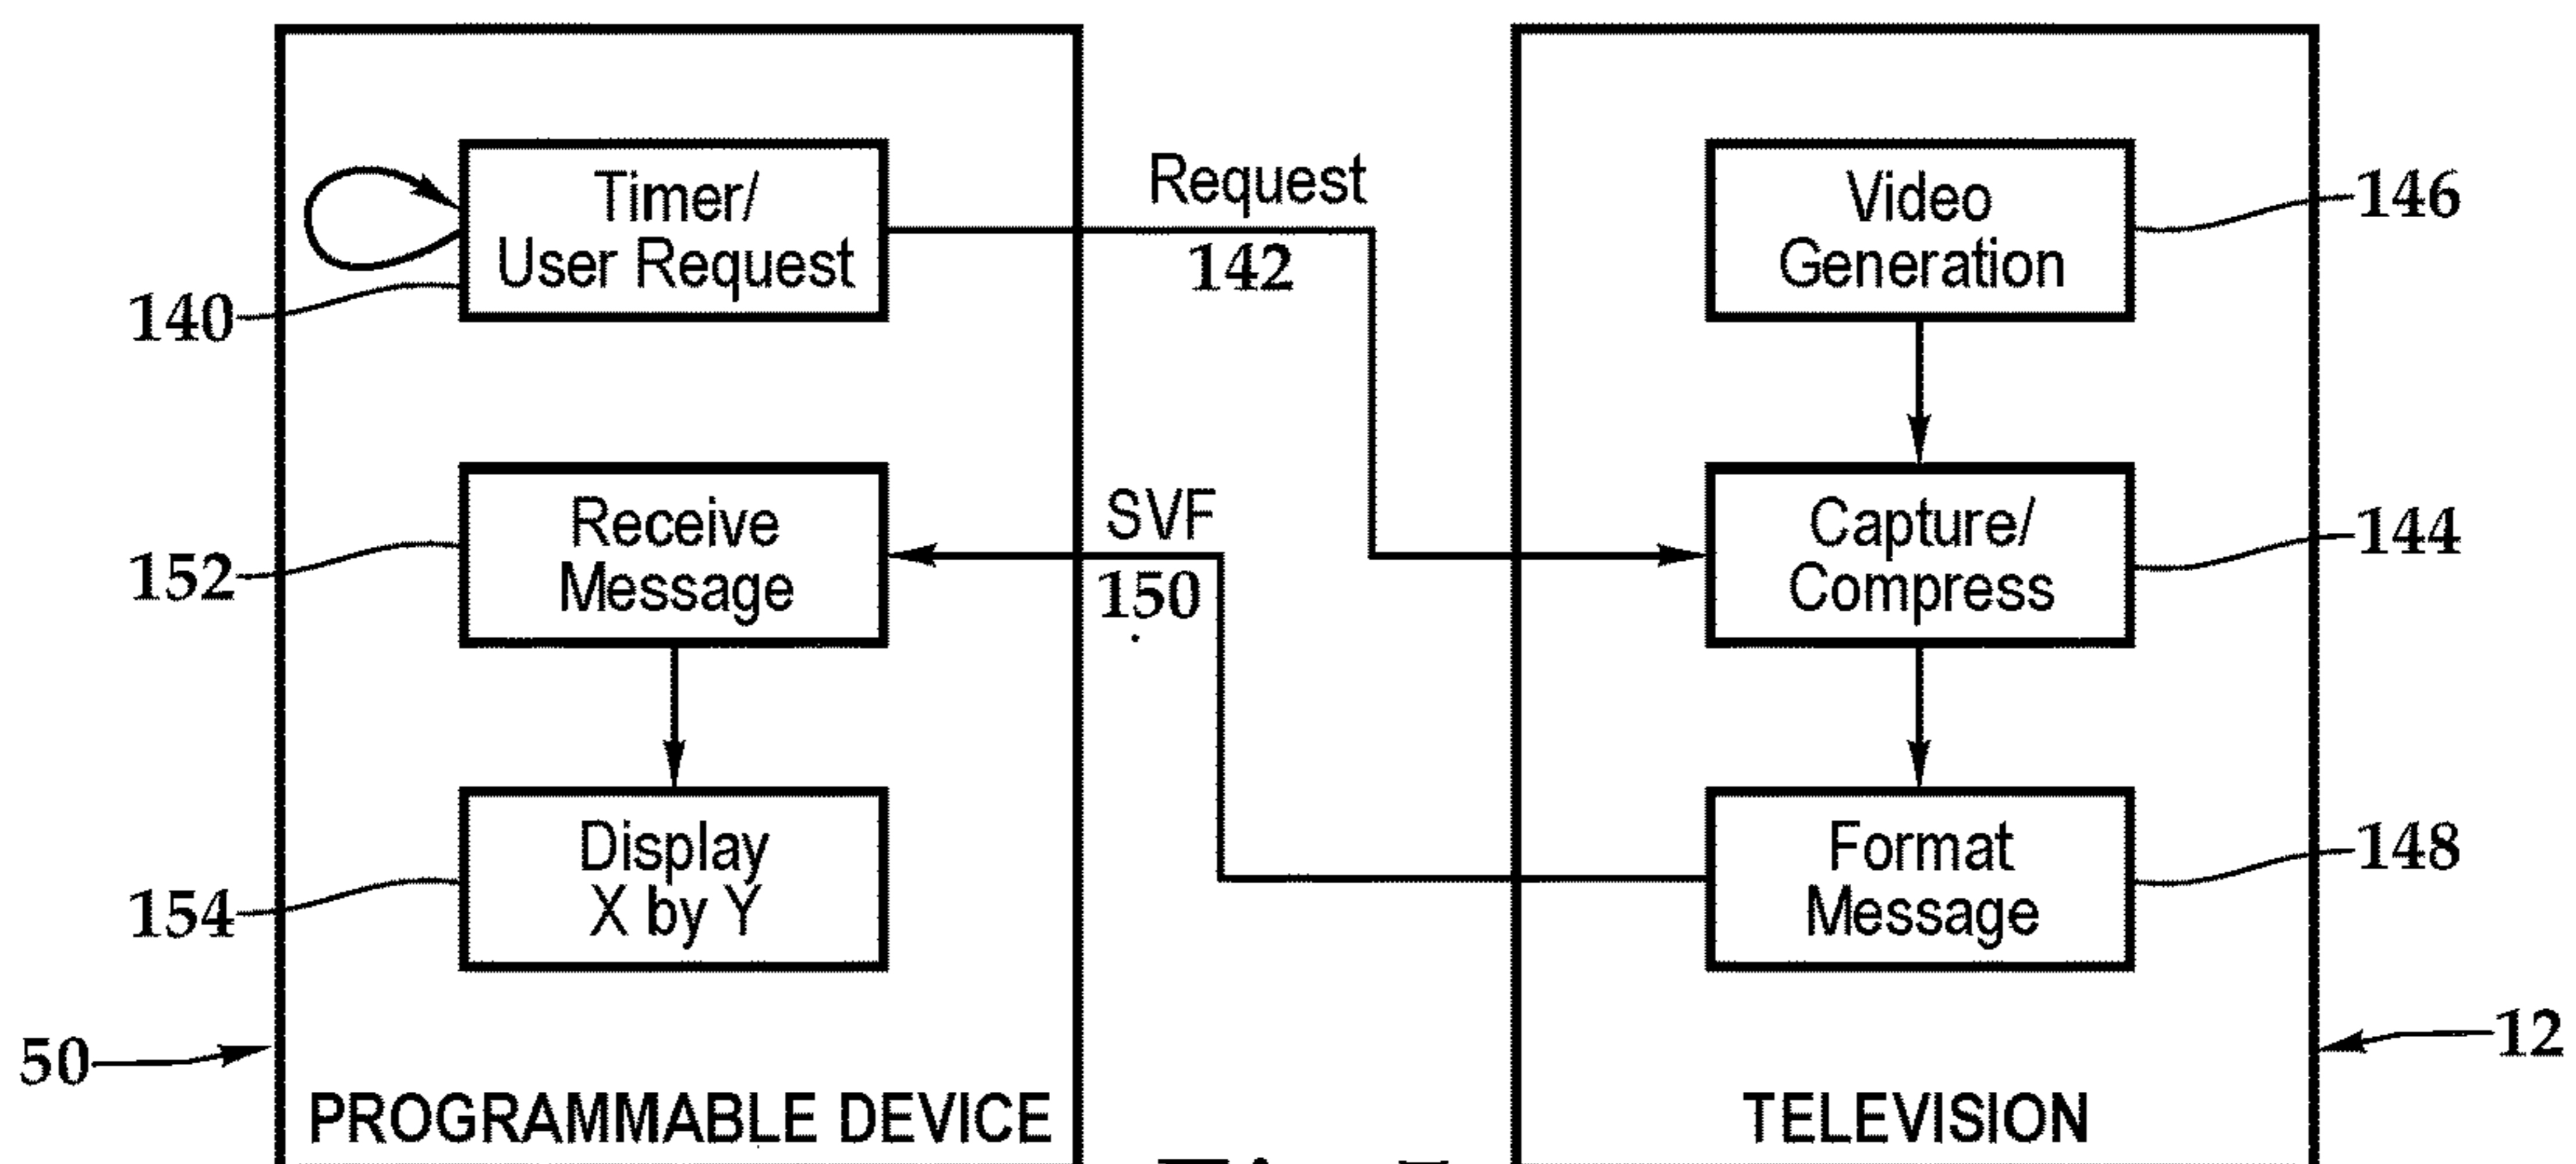 Timer/
User Request
140
Request
142
Video
Generation
146
Receive
Message
152
SVF
150
Capture/
Compress
144
Display
X by Y
154
Format
Message
148
50
PROGRAMMABLE DEVICE
12
TELEVISION